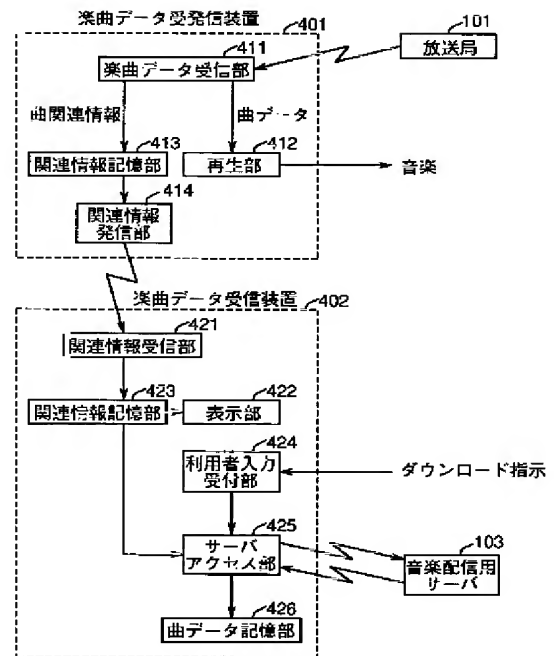 楽曲データ受発信装置
401
411
楽曲データ受信部
101
放送局
曲関連情報
曲データ
413
関連情報記憶部
412
再生部
音楽
414
関連情報
発信部
楽曲データ受信装置
402
421
関連情報受信部
423
関連情報記憶部
422
表示部
424
利用者入力
受付部
ダウンロード指示
425
サーバ
アクセス部
103
音楽配信用
サーバ
426
曲データ記憶部